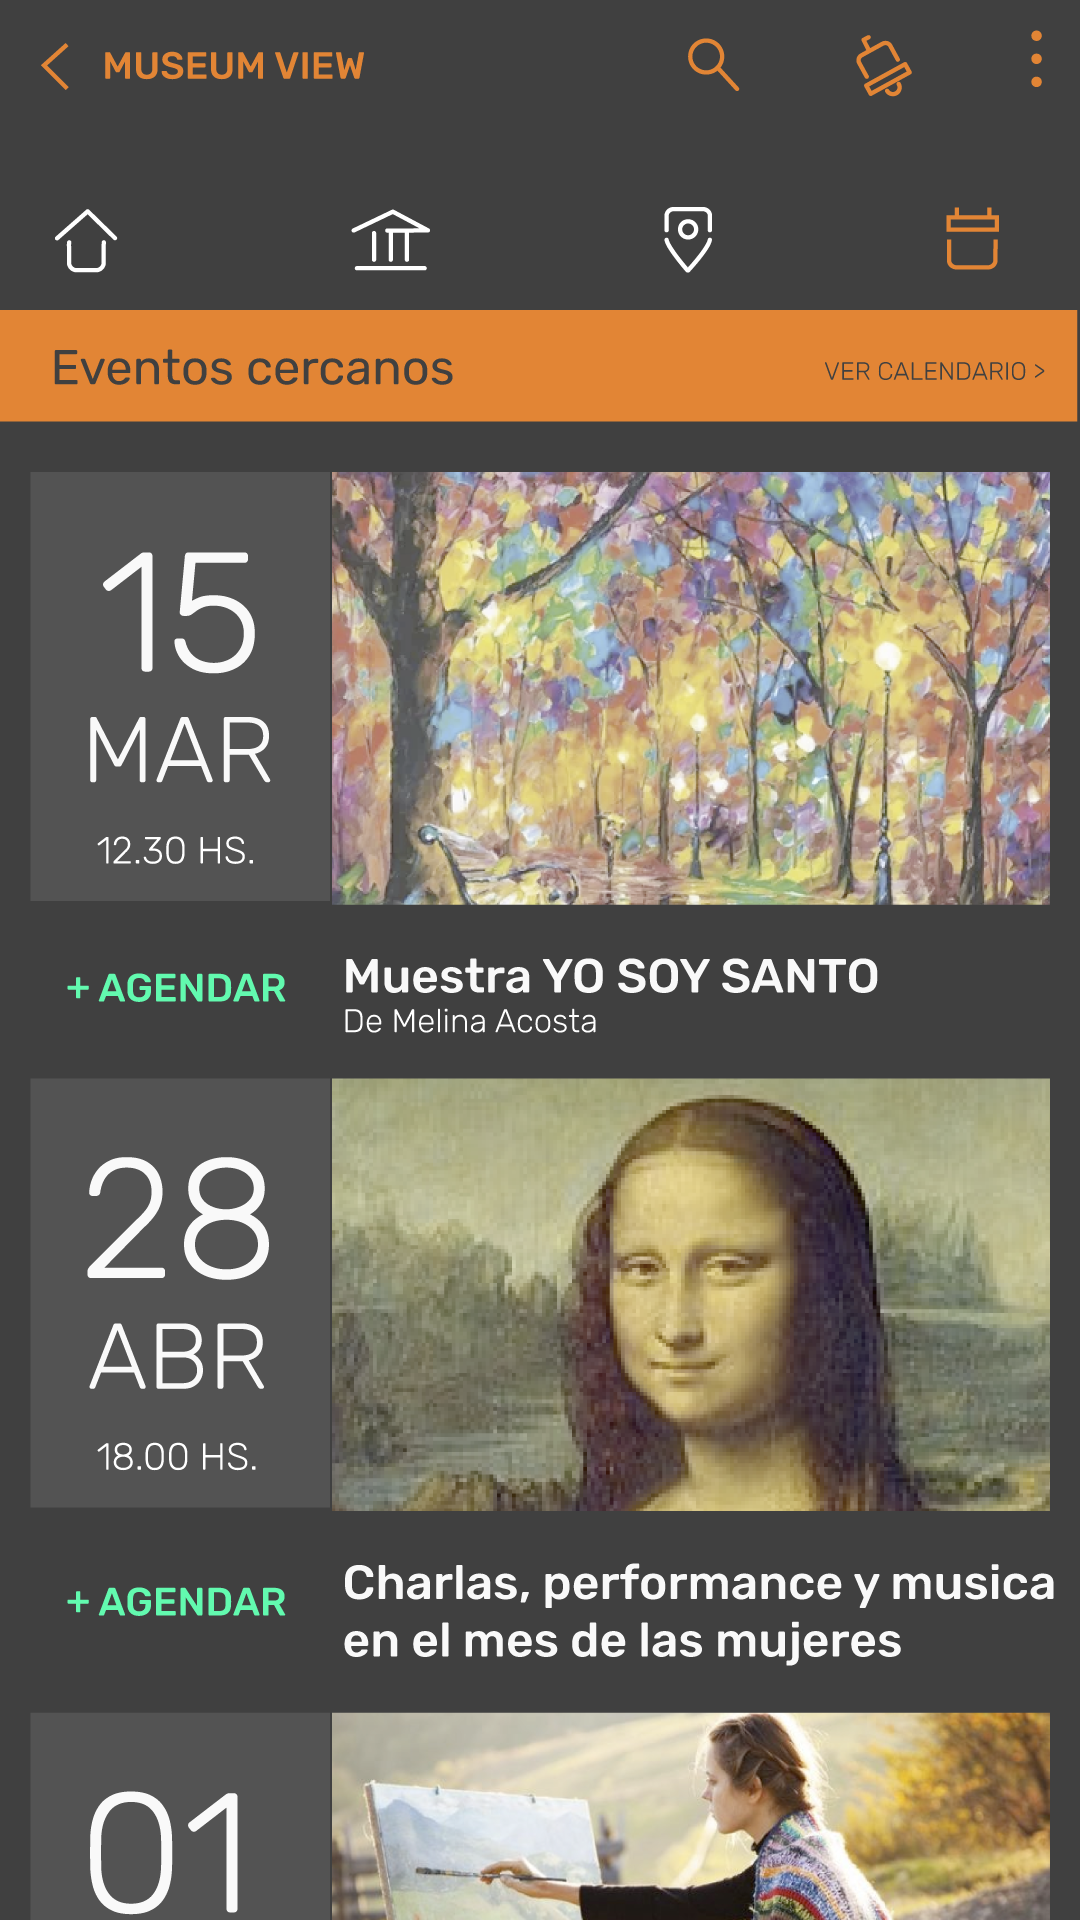 MUSEUM VIEW
Eventos cercanos
VER CALENDARIO >
15
MAR
12.30 HS.
+ AGENDAR
Muestra YO SOY SANTO
De Melina Acosta
28
ABR
18.00 HS.
+ AGENDAR
Charlas, performance y musica
en el mes de las mujeres
01